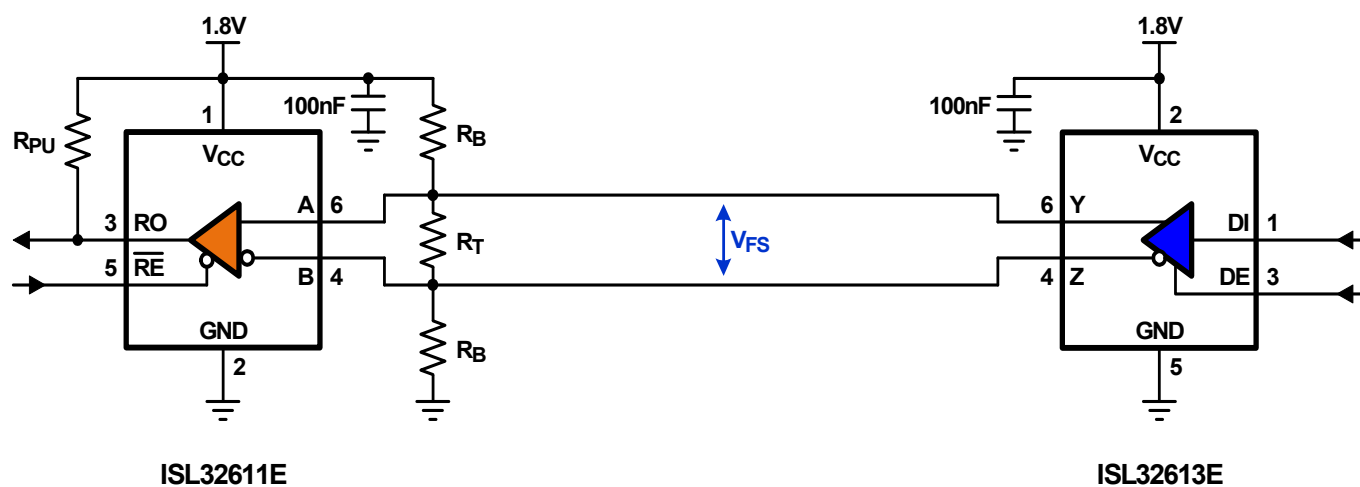 1.8V
1.8V
100nF
100nF
1
2
RPU
RB
VCC
VCC
A
6
6
Y
3
RO
DI
1
RT
VFS
5
RE
B
4
4
Z
DE
3
GND
GND
RB
2
5
ISL32611E
ISL32613E